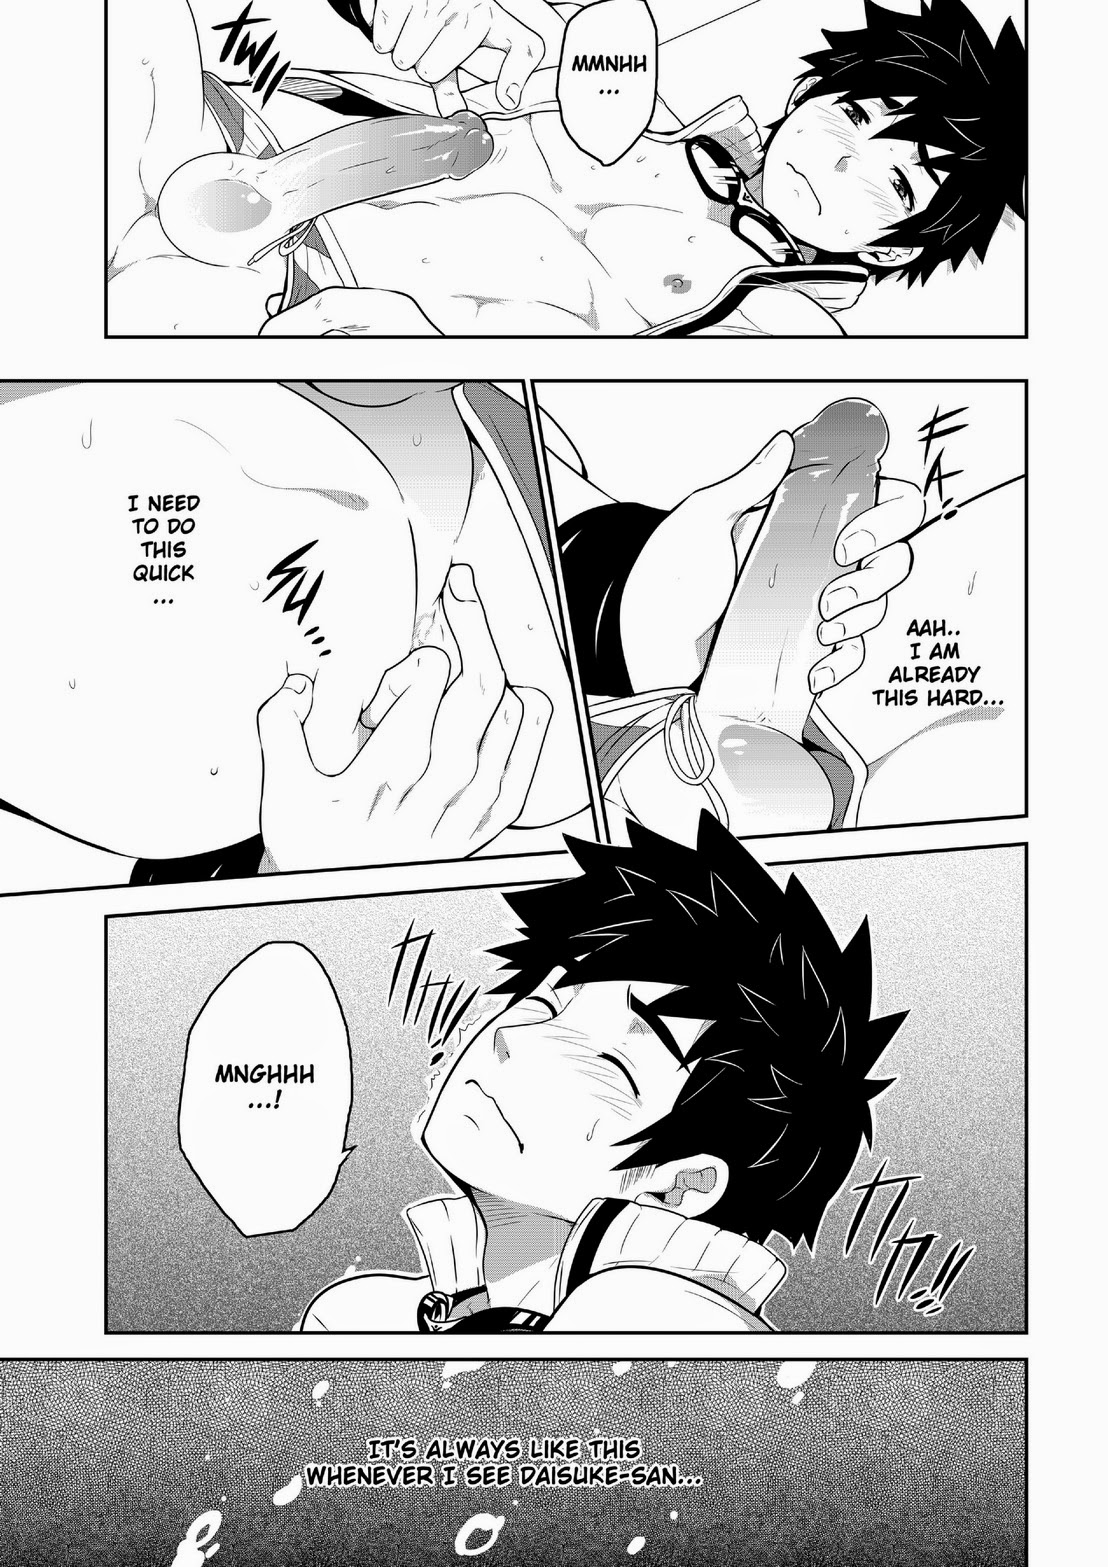 MMNHH
...
AAH..
I AM
ALREADY
THIS HARD...
I NEED
TO DO
THIS
QUICK
...
MNGHHH
...!
IT'S ALWAYS LIKE THIS
WHENEVER I SEE DAISUKE-SAN...